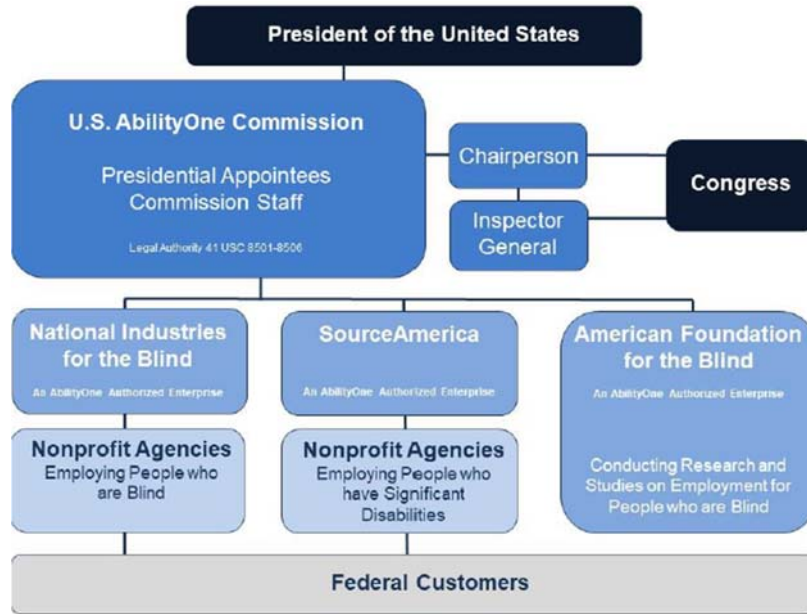 President of the United States
U.S. AbilityOne Commission
Presidential Appointees
Commission Staff
Legal Authority 41 USC 8501-8506
Chairperson
Inspector
General
Congress
National Industries
for the Blind
An AbilityOne Authorized Enterprise
SourceAmerica
An AbilityOne Authorized Enterprise
American Foundation
for the Blind
An AbilityOne Authorized Enterprise
Conducting Research and
Studies on Employment for
People who are Blind
Nonprofit Agencies
Employing People who
are Blind
Nonprofit Agencies
Employing People who
have Significant
Disabilities
Federal Customers